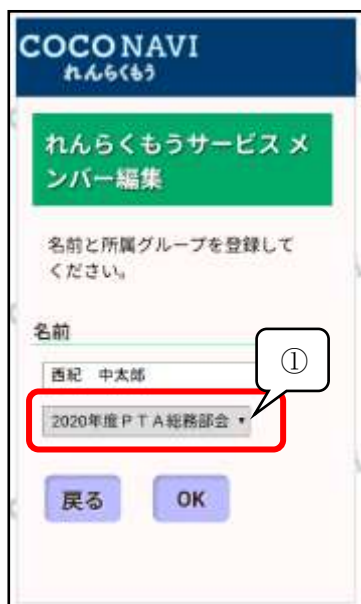 COCO NAVI
れんらくもう
れんらくもうサービス メ
ンバー編集
名前と所属グループを登録して
ください。
名前
西紀　中太郎
①
2020年度ＰＴＡ総務部会
戻る
OK